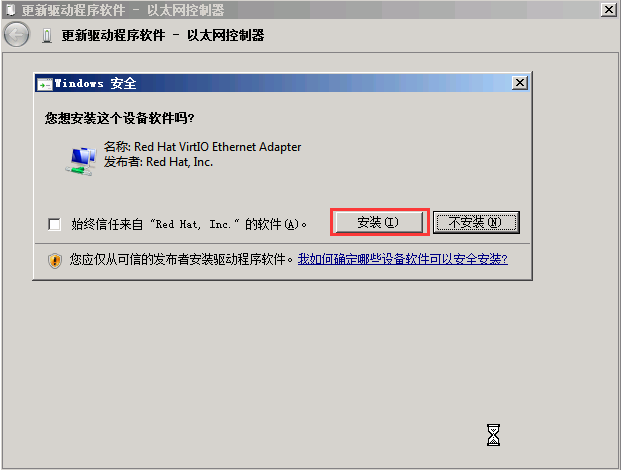 更新驱动程序软件 - 以太网控制器
更新驱动程序软件 - 以太网控制器
Windows 安全
您想安装这个设备软件吗?
名称: Red Hat VirtIO Ethernet Adapter
发布者: Red Hat, Inc.
始终信任来自 "Red Hat, Inc." 的软件(A)。
安装(I)
不安装(N)
您应仅从可信的发布者安装驱动程序软件。我如何确定哪些设备软件可以安全安装?